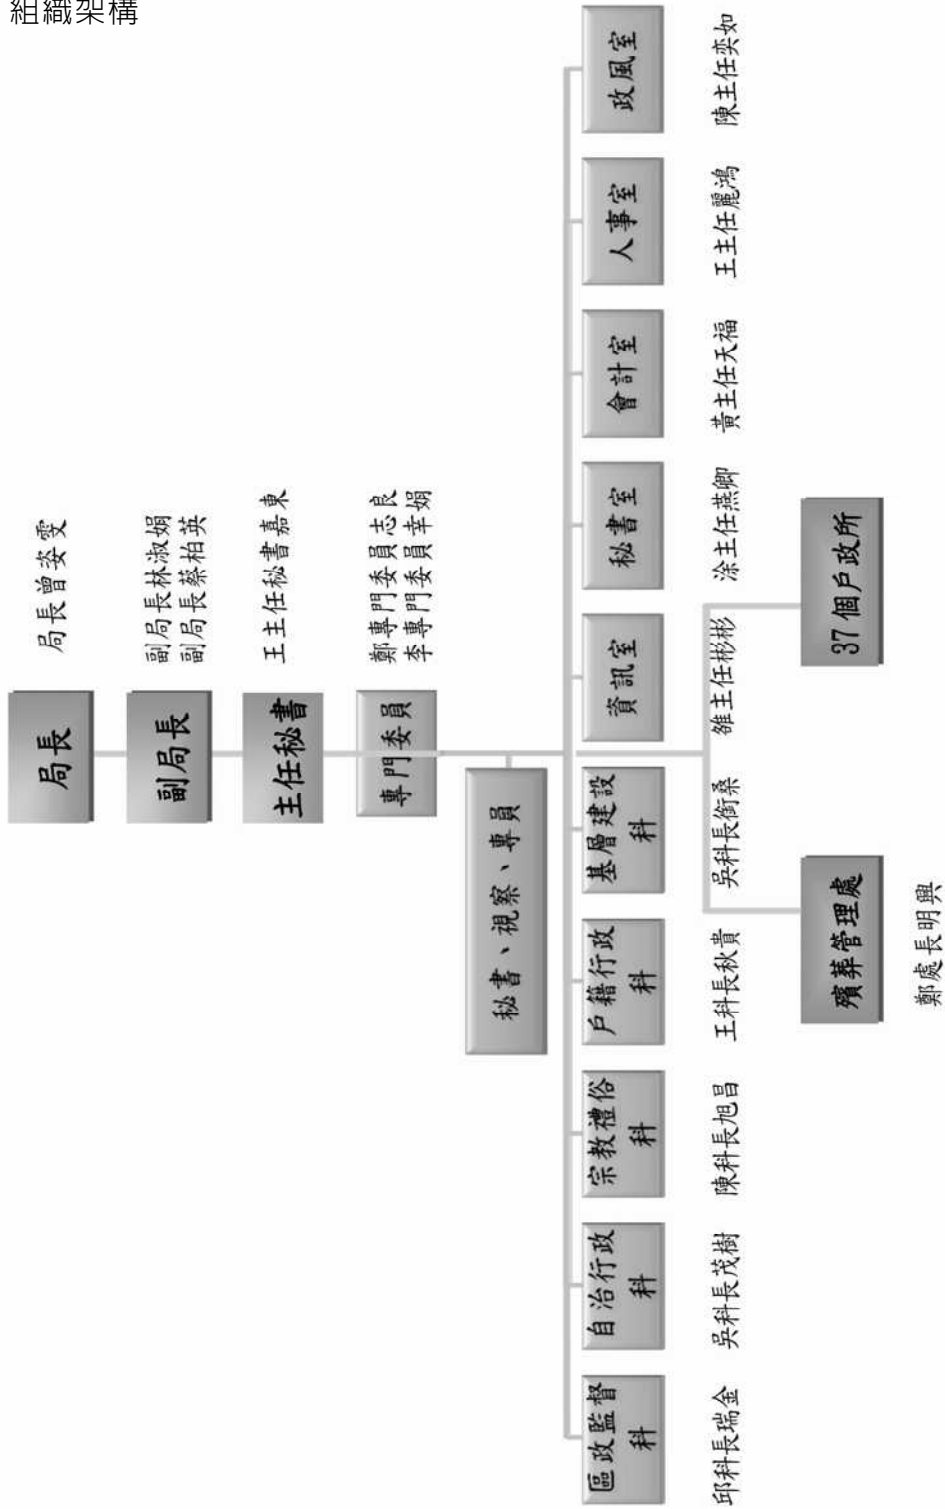 組織架構
局長
局長曾姿雯
副局長
副局長林淑娟
副局長蔡柏英
主任秘書
王主任秘書嘉東
專門委員
鄭專門委員志良
李專門委員幸娟
秘書、視察、專員
區政監督
科
邱科長瑞金
自治行政
科
吳科長茂樹
宗教禮俗
科
陳科長旭昌
戶籍行政
科
王科長秋貴
基層建設
科
吳科長銜桑
資訊室
雒主任彬彬
秘書室
涂主任燕卿
會計室
黃主任天福
人事室
王主任麗鴻
政風室
陳主任奕如
殯葬管理處
鄭處長明興
37個戶政所